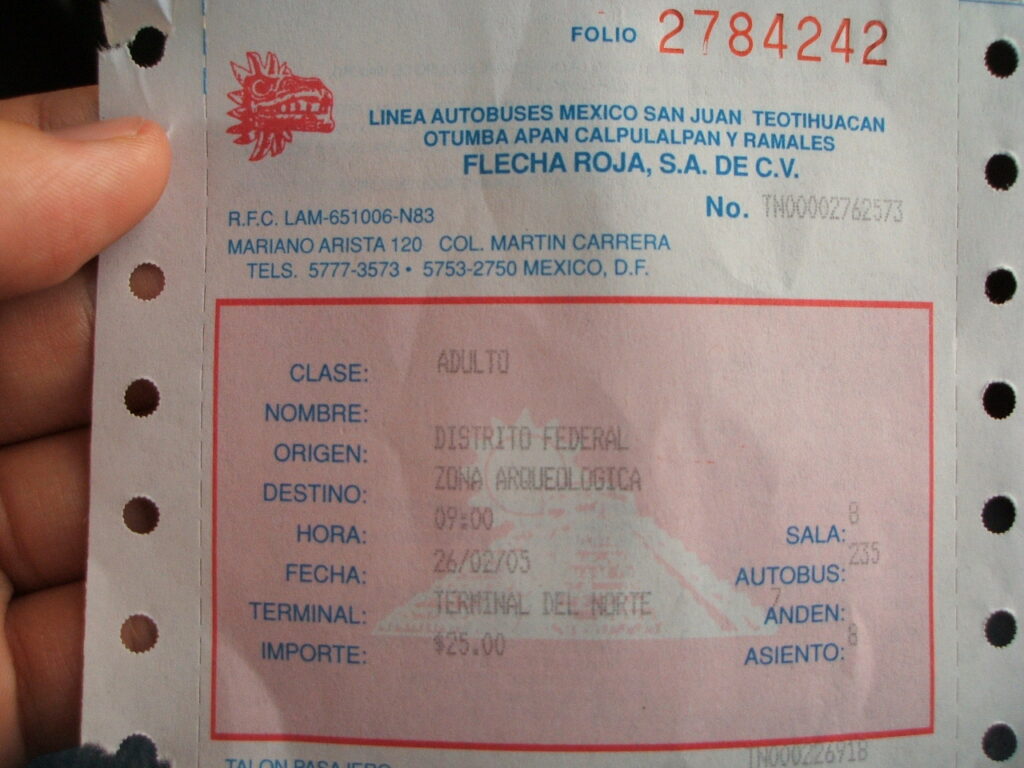 FOLIO 2784242
LINEA AUTOBUSES MEXICO SAN JUAN TEOTIHUACAN
OTUMBA APAN CALPULALPAN Y RAMALES
FLECHA ROJA, S.A. DE C.V.
No. TN00002762573
R.F.C. LAM-651006-N83
MARIANO ARISTA 120 COL. MARTIN CARRERA
TELS. 5777-3573 • 5753-2750 MEXICO, D.F.
CLASE: ADULTO
NOMBRE:
ORIGEN: DISTRITO FEDERAL
DESTINO: ZONA ARQUEOLOGICA
HORA: 09:00 SALA: 8
FECHA: 26/02/05 AUTOBUS: 235
TERMINAL: TERMINAL DEL NORTE ANDEN: 7
IMPORTE: $25.00 ASIENTO: 8
TALON PASAJERO TN000226918